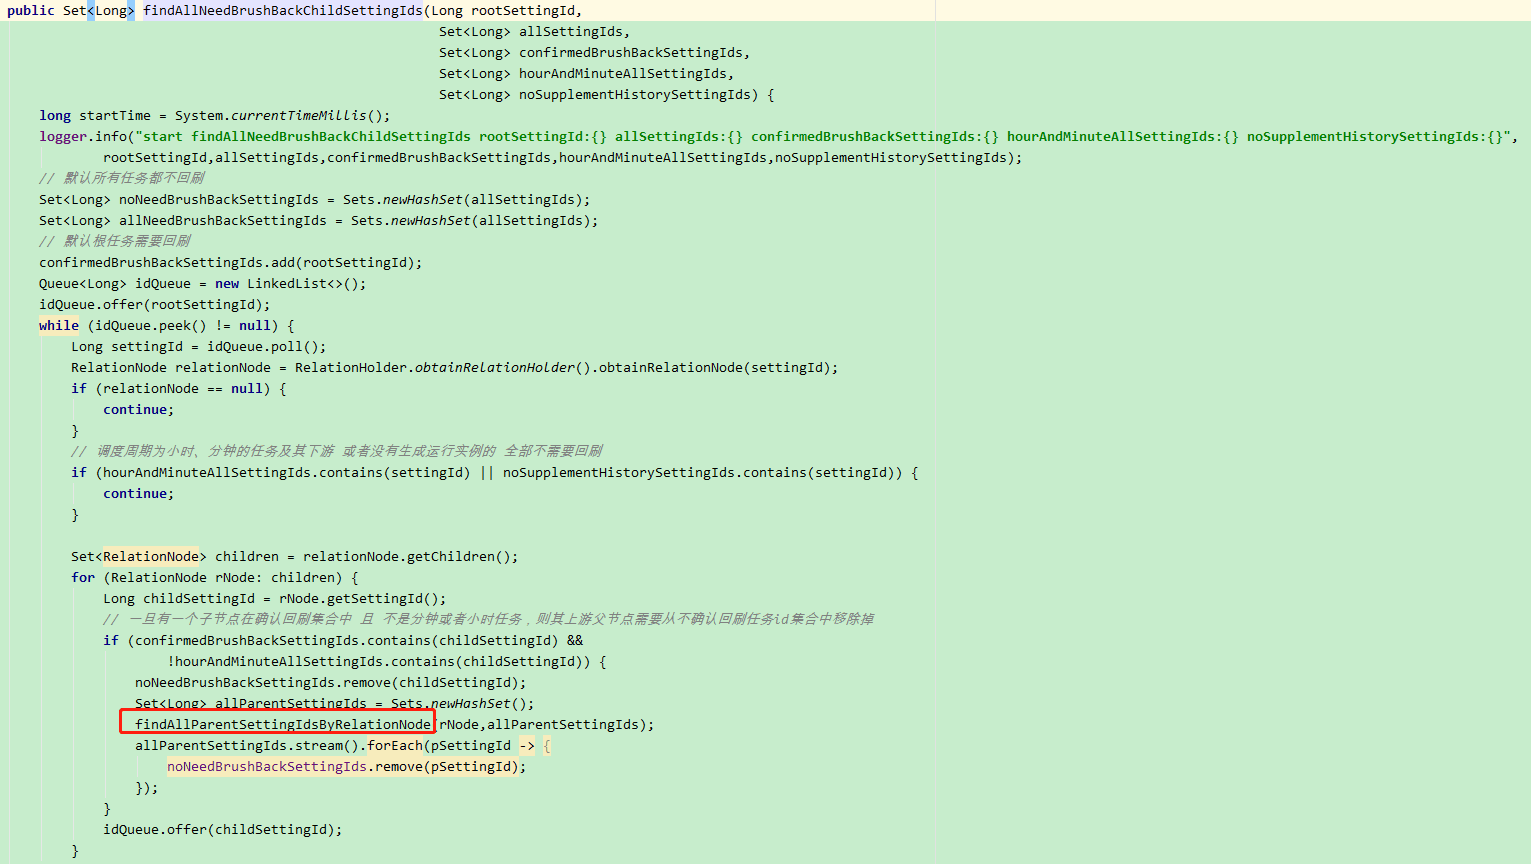 public Set<Long> findAllNeedBrushBackChildSettingIds(Long rootSettingId,
Set<Long> allSettingIds,
Set<Long> confirmedBrushBackSettingIds,
Set<Long> hourAndMinuteAllSettingIds,
Set<Long> noSupplementHistorySettingIds) {
long startTime = System.currentTimeMillis();
logger.info("start findAllNeedBrushBackChildSettingIds rootSettingId:{} allSettingIds:{} confirmedBrushBackSettingIds:{} hourAndMinuteAllSettingIds:{} noSupplementHistorySettingIds:{}",
rootSettingId,allSettingIds,confirmedBrushBackSettingIds,hourAndMinuteAllSettingIds,noSupplementHistorySettingIds);
// 默认所有任务都不回刷
Set<Long> noNeedBrushBackSettingIds = Sets.newHashSet(allSettingIds);
Set<Long> allNeedBrushBackSettingIds = Sets.newHashSet(allSettingIds);
// 默认根任务需要回刷
confirmedBrushBackSettingIds.add(rootSettingId);
Queue<Long> idQueue = new LinkedList<>();
idQueue.offer(rootSettingId);
while (idQueue.peek() != null) {
Long settingId = idQueue.poll();
RelationNode relationNode = RelationHolder.obtainRelationHolder().obtainRelationNode(settingId);
if (relationNode == null) {
continue;
}
// 调度周期为小时、分钟的任务及其下游 或者没有生成运行实例的 全部不需要回刷
if (hourAndMinuteAllSettingIds.contains(settingId) || noSupplementHistorySettingIds.contains(settingId)) {
continue;
}
Set<RelationNode> children = relationNode.getChildren();
for (RelationNode rNode: children) {
Long childSettingId = rNode.getSettingId();
// 一旦有一个子节点在确认回刷集合中 且 不是分钟或者小时任务，则其上游父节点需要从不确认回刷任务id集合中移除掉
if (confirmedBrushBackSettingIds.contains(childSettingId) &&
!hourAndMinuteAllSettingIds.contains(childSettingId)) {
noNeedBrushBackSettingIds.remove(childSettingId);
Set<Long> allParentSettingIds = Sets.newHashSet();
findAllParentSettingIdsByRelationNode(rNode,allParentSettingIds);
allParentSettingIds.stream().forEach(pSettingId -> {
noNeedBrushBackSettingIds.remove(pSettingId);
});
}
idQueue.offer(childSettingId);
}